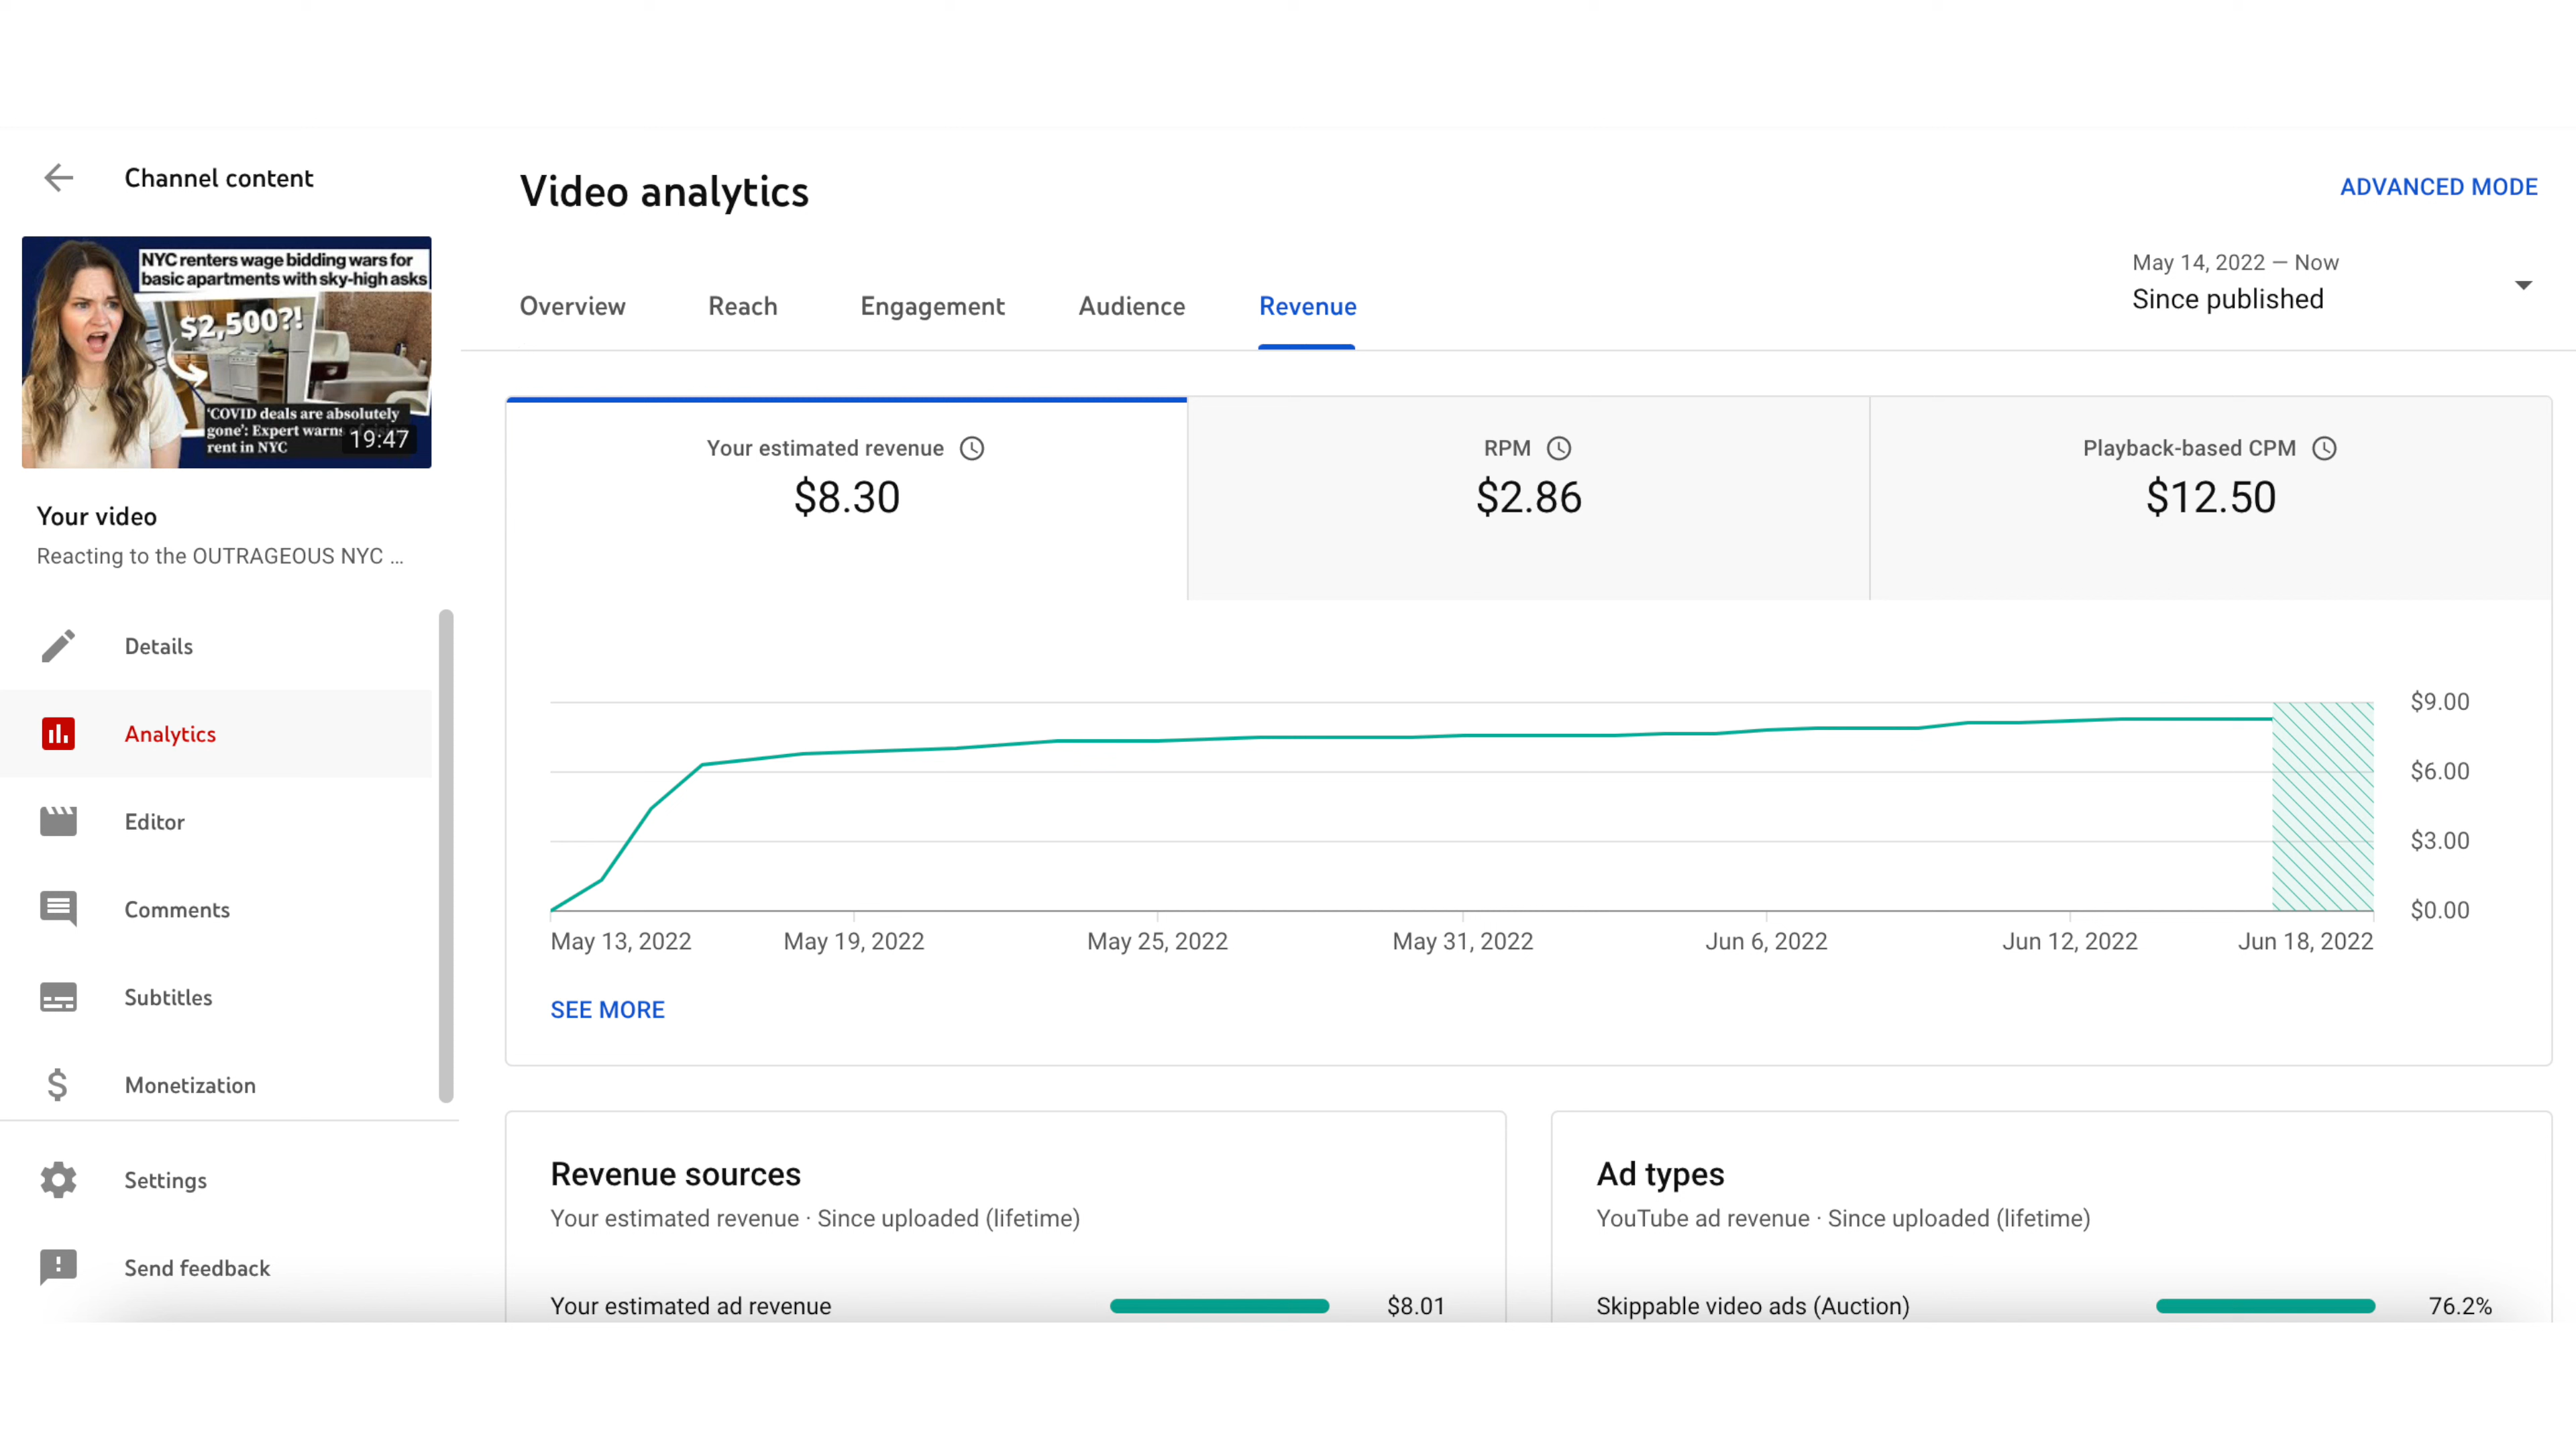 Channel content
NYC renters wage bidding wars for
basic apartments with sky-high asks
$2,500?!
'COVID deals are absolutely
gone': Expert warns
rent in NYC
19:47
Your video
Reacting to the OUTRAGEOUS NYC ...
Details
Analytics
Editor
Comments
Subtitles
Monetization
Settings
Send feedback
Video analytics
ADVANCED MODE
Overview
Reach
Engagement
Audience
Revenue
May 14, 2022 – Now
Since published
Your estimated revenue
$8.30
RPM
$2.86
Playback-based CPM
$12.50
$9.00
$6.00
$3.00
$0.00
May 13, 2022
May 19, 2022
May 25, 2022
May 31, 2022
Jun 6, 2022
Jun 12, 2022
Jun 18, 2022
SEE MORE
Revenue sources
Your estimated revenue · Since uploaded (lifetime)
Your estimated ad revenue
$8.01
Ad types
YouTube ad revenue · Since uploaded (lifetime)
Skippable video ads (Auction)
76.2%